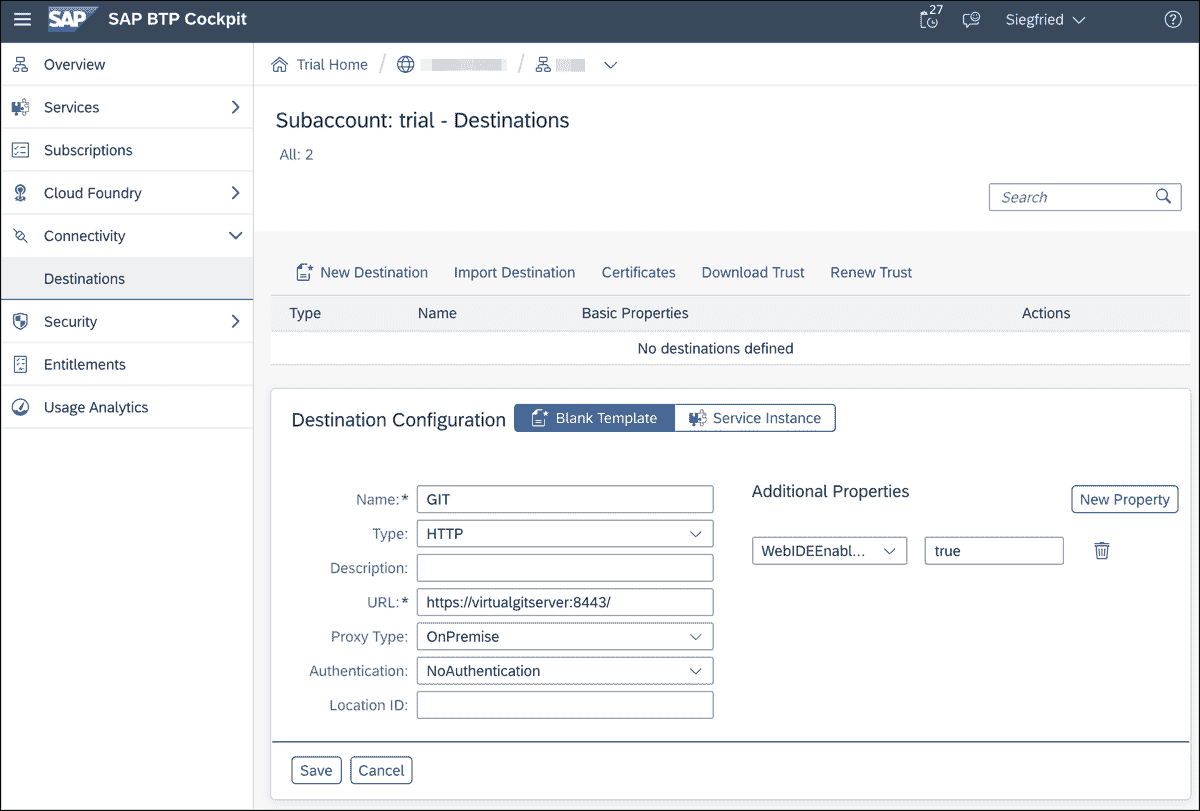 SAP SAP BTP Cockpit 27 Siegfried
Overview
Services
Subscriptions
Cloud Foundry
Connectivity
Destinations
Security
Entitlements
Usage Analytics
Trial Home / /
Subaccount: trial - Destinations
All: 2
Search
New Destination Import Destination Certificates Download Trust Renew Trust
Type Name Basic Properties Actions
No destinations defined
Destination Configuration Blank Template Service Instance
Additional Properties
New Property
Name:* GIT
Type: HTTP
Description:
URL:* https://virtualgitserver:8443/
Proxy Type: OnPremise
Authentication: NoAuthentication
Location ID:
WebIDEEnabl... true
Save Cancel